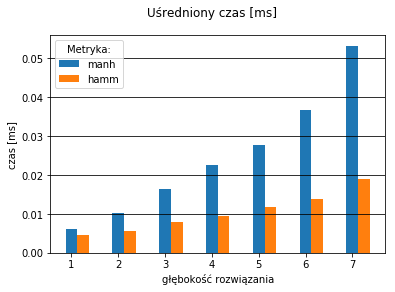 Uśredniony czas [ms]
Metryka:
manh
hamm
czas [ms]
0.05
0.04
0.03
0.02
0.01
0.00
1 2 3 4 5 6 7
głębokość rozwiązania